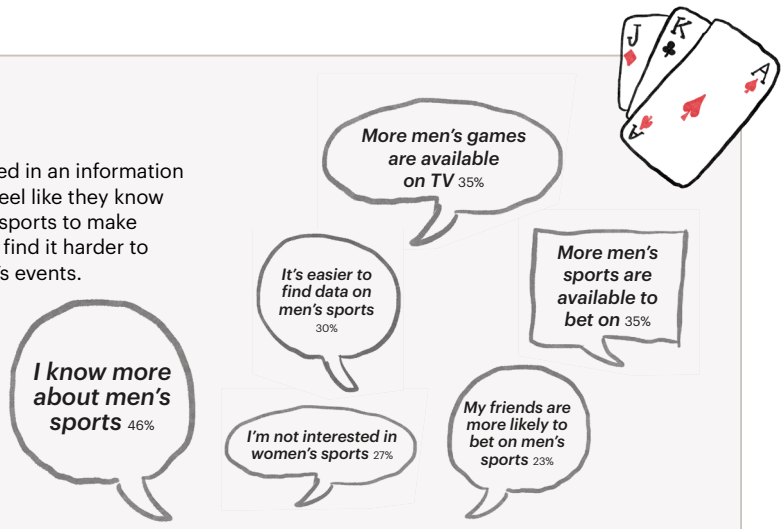 J
K
A
A
ed in an information
eel like they know
sports to make
find it harder to
's events.
More men's games
are available
on TV 35%
More men's
sports are
available to
bet on 35%
It's easier to
find data on
men's sports
30%
I know more
about men's
sports 46%
My friends are
more likely to
bet on men's
sports 23%
I'm not interested in
women's sports 27%